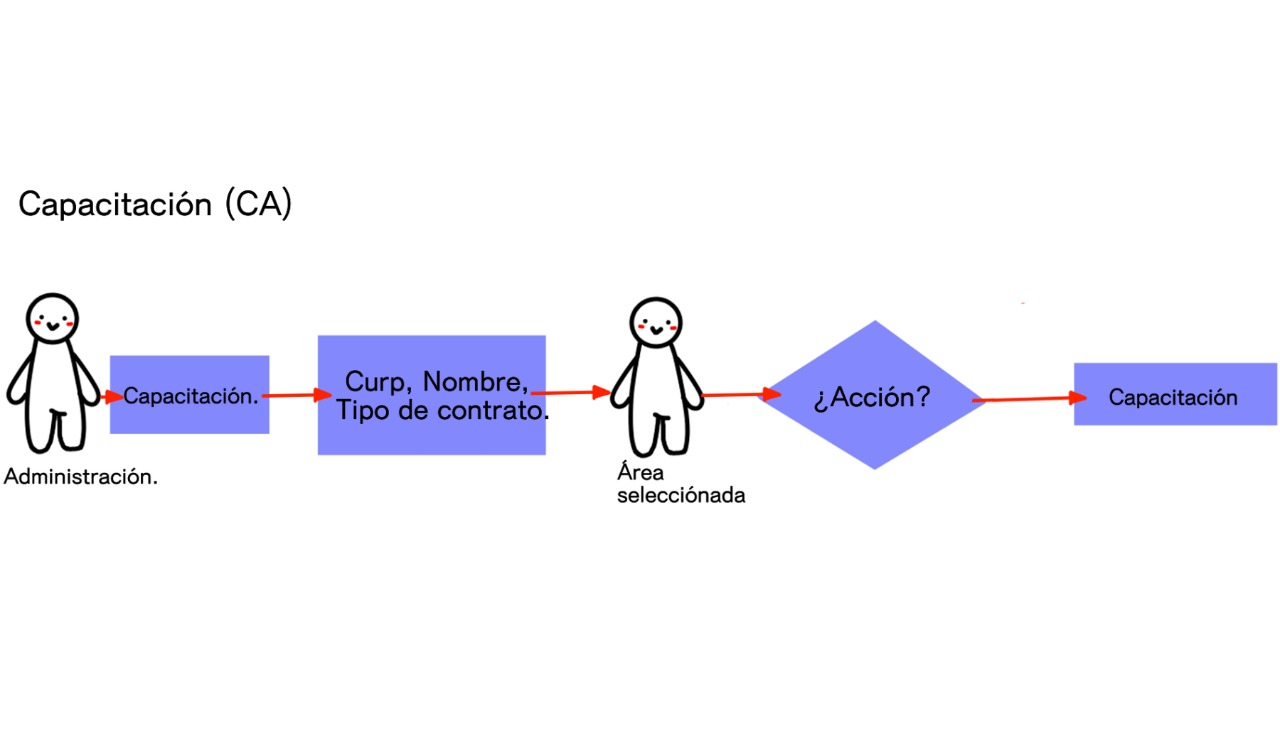 Capacitación (CA)
Capacitación.
Curp, Nombre,
Tipo de contrato.
¿Acción?
Capacitación
Administración.
Área
selecciónada